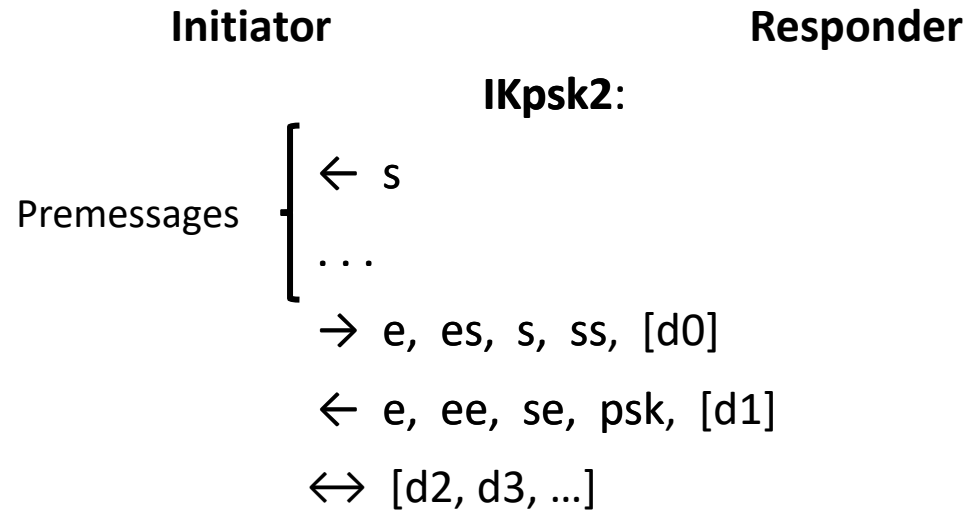 Initiator Responder
IKpsk2:
← s
Premessages
. . .
→ e, es, s, ss, [d0]
← e, ee, se, psk, [d1]
↔ [d2, d3, …]